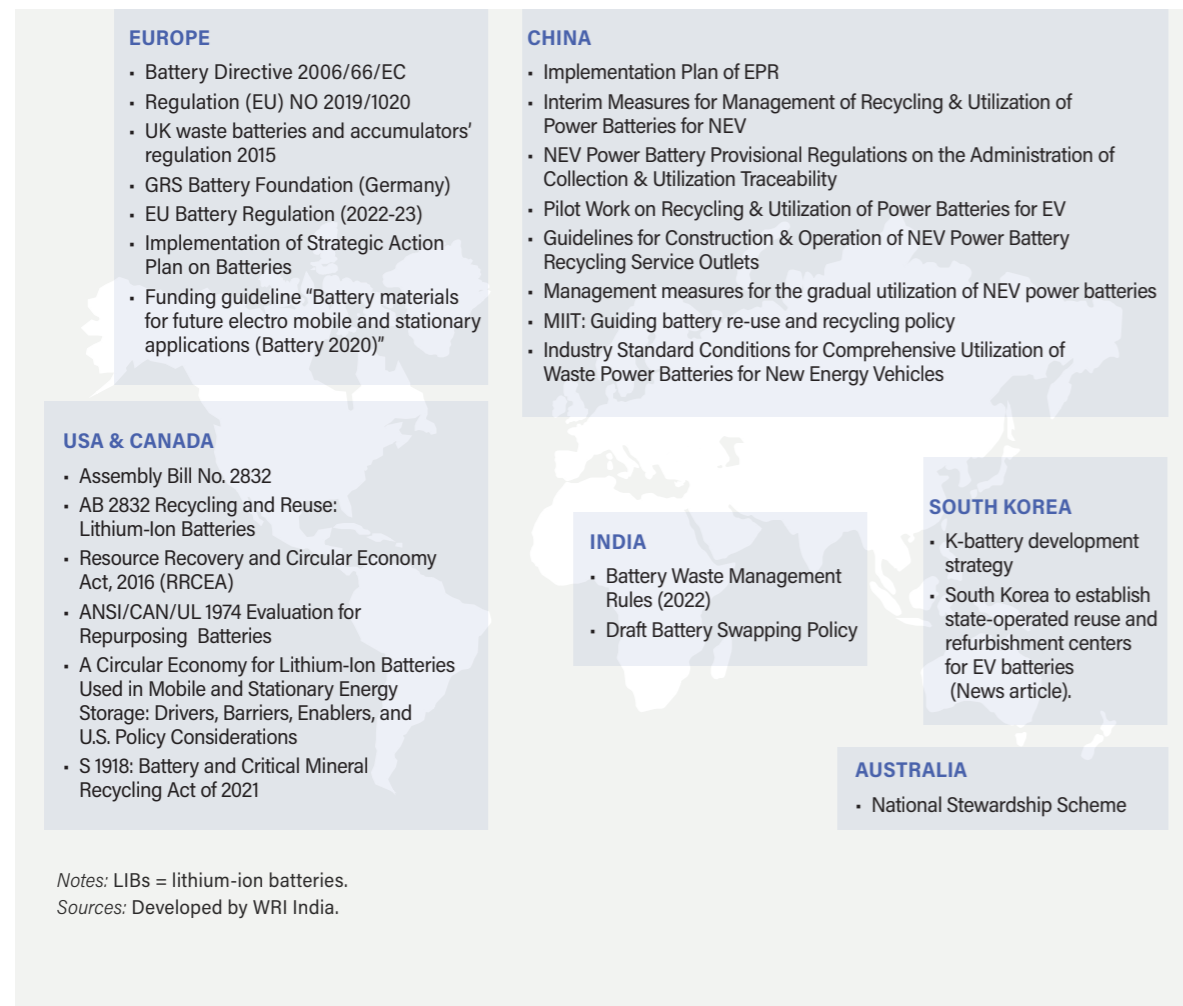 EUROPE
▪ Battery Directive 2006/66/EC
▪ Regulation (EU) NO 2019/1020
▪ UK waste batteries and accumulators’
regulation 2015
▪ GRS Battery Foundation (Germany)
▪ EU Battery Regulation (2022-23)
▪ Implementation of Strategic Action
Plan on Batteries
▪ Funding guideline “Battery materials
for future electro mobile and stationary
applications (Battery 2020)”
CHINA
▪ Implementation Plan of EPR
▪ Interim Measures for Management of Recycling & Utilization of
Power Batteries for NEV
▪ NEV Power Battery Provisional Regulations on the Administration of
Collection & Utilization Traceability
▪ Pilot Work on Recycling & Utilization of Power Batteries for EV
▪ Guidelines for Construction & Operation of NEV Power Battery
Recycling Service Outlets
▪ Management measures for the gradual utilization of NEV power batteries
▪ MIIT: Guiding battery re-use and recycling policy
▪ Industry Standard Conditions for Comprehensive Utilization of
Waste Power Batteries for New Energy Vehicles
USA & CANADA
▪ Assembly Bill No. 2832
▪ AB 2832 Recycling and Reuse:
Lithium-Ion Batteries
▪ Resource Recovery and Circular Economy
Act, 2016 (RRCEA)
▪ ANSI/CAN/UL 1974 Evaluation for
Repurposing Batteries
▪ A Circular Economy for Lithium-Ion Batteries
Used in Mobile and Stationary Energy
Storage: Drivers, Barriers, Enablers, and
U.S. Policy Considerations
▪ S 1918: Battery and Critical Mineral
Recycling Act of 2021
INDIA
▪ Battery Waste Management
Rules (2022)
▪ Draft Battery Swapping Policy
SOUTH KOREA
▪ K-battery development
strategy
▪ South Korea to establish
state-operated reuse and
refurbishment centers
for EV batteries
(News article).
AUSTRALIA
▪ National Stewardship Scheme
Notes: LIBs = lithium-ion batteries.
Sources: Developed by WRI India.